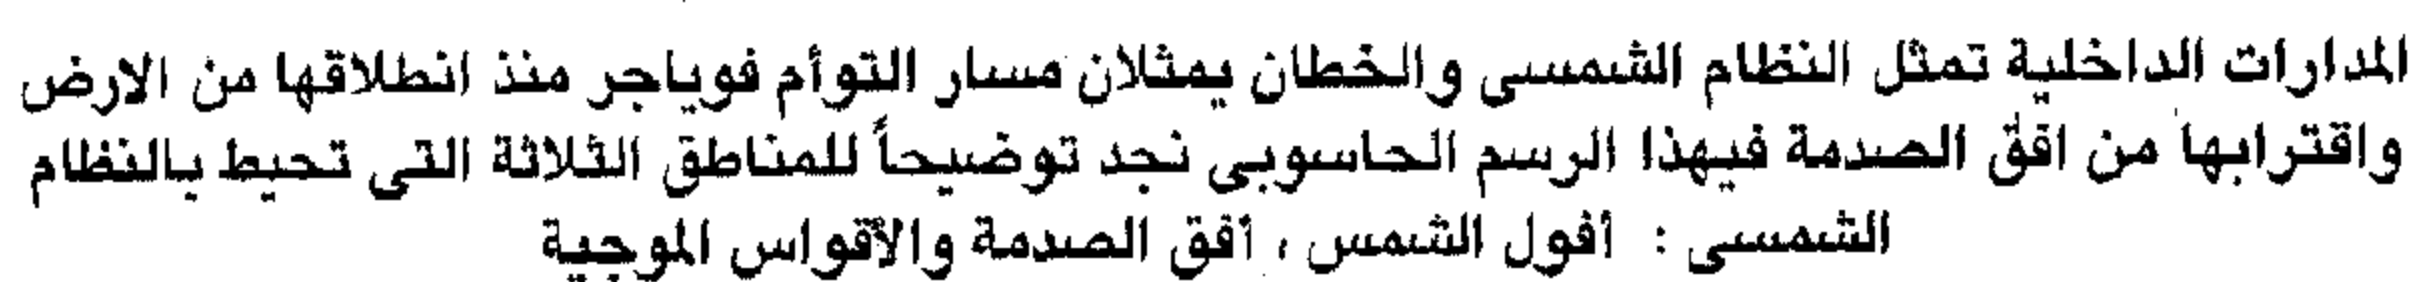 المدارات الداخلية تمثل النظام الشمسى والخطان يمثلان مسار التوأم فوياجر منذ انطلاقها من الارض
واقترابها من افق الصدمة فيهذا الرسم الحاسوبى نجد توضيحاً للمناطق الثلاثة التى تحيط بالنظام
الشمسى : أفول الشمس ، أفق الصدمة والأقواس الموجية